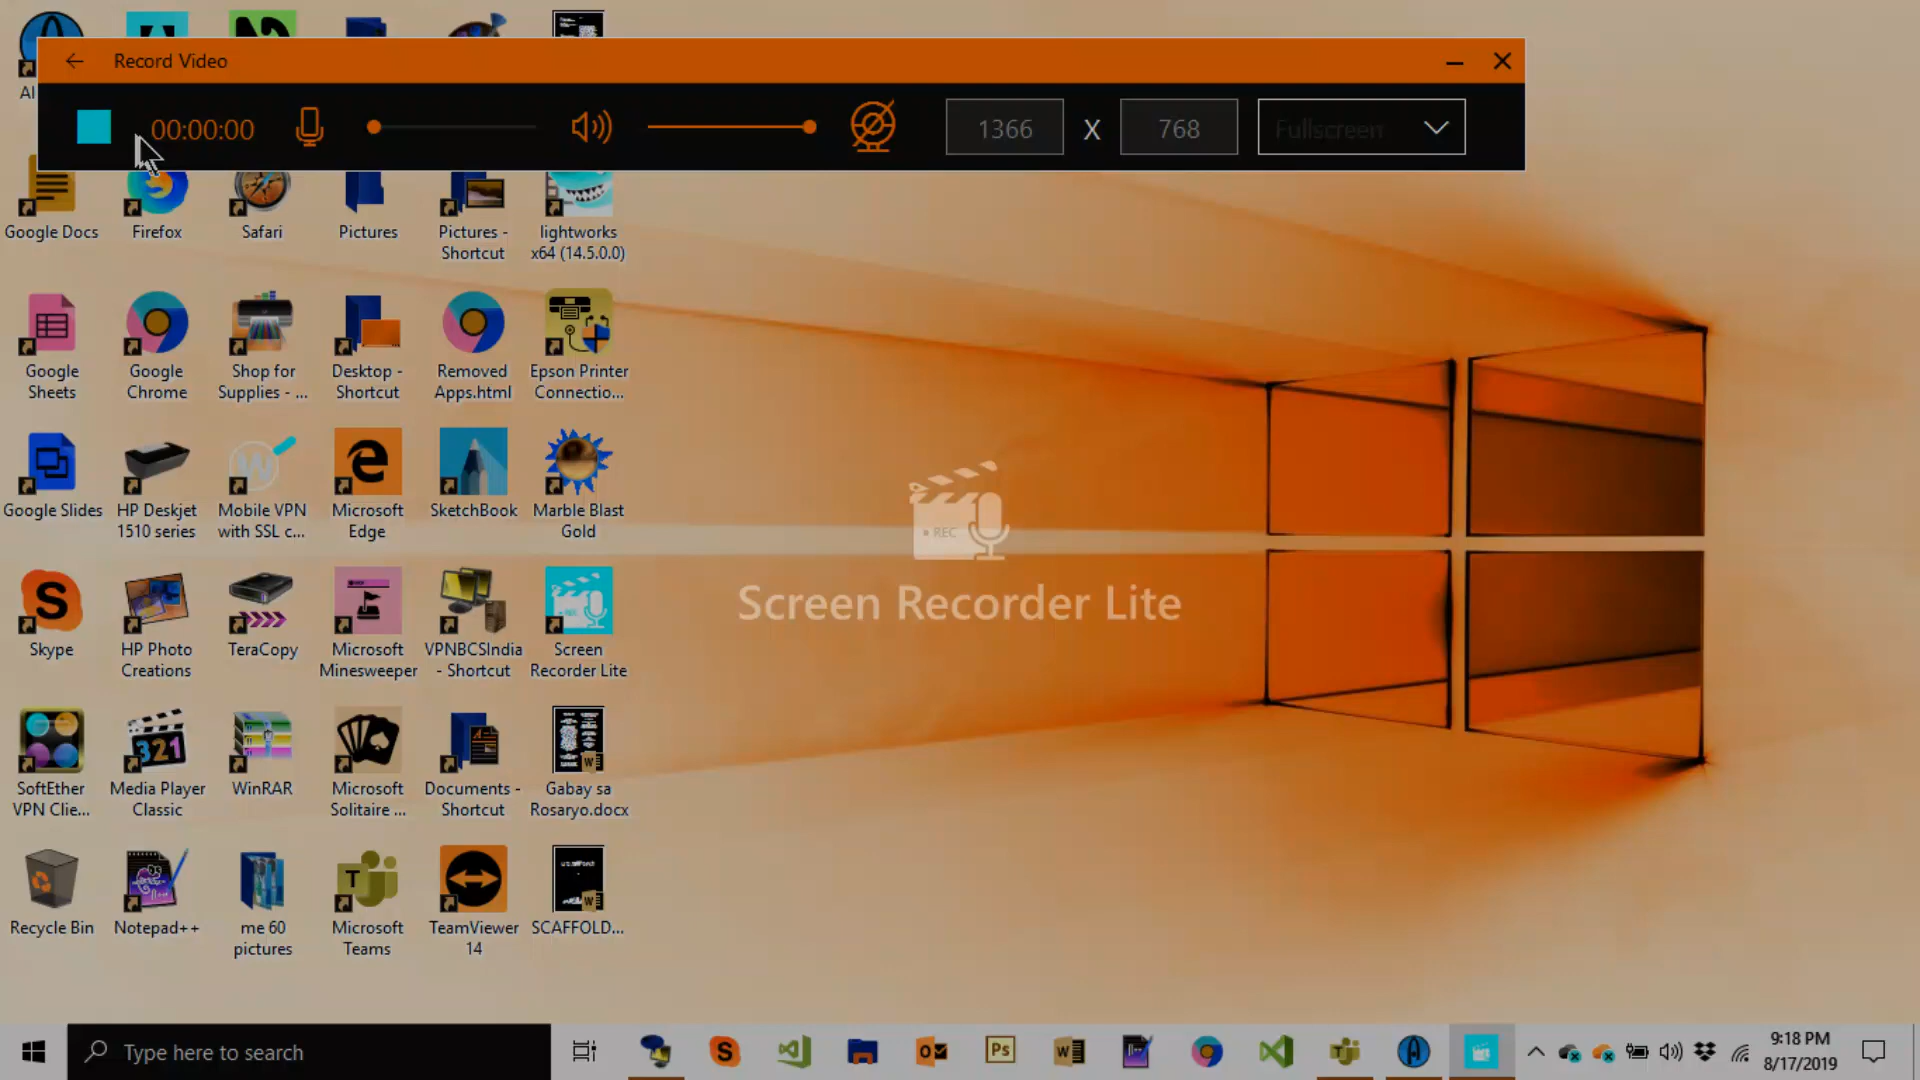 Record Video
00:00:00
1366 X 768 Fullscreen
Google Docs
Firefox
Safari
Pictures
Pictures -
Shortcut
lightworks
x64 (14.5.0.0)
Google
Sheets
Google
Chrome
Shop for
Supplies - ...
Desktop -
Shortcut
Removed
Apps.html
Epson Printer
Connectio...
Google Slides
HP Deskjet
1510 series
Mobile VPN
with SSL c...
Microsoft
Edge
SketchBook
Marble Blast
Gold
REC
Screen Recorder Lite
Skype
HP Photo
Creations
TeraCopy
Microsoft
Minesweeper
VPNBCSIndia
- Shortcut
Screen
Recorder Lite
SoftEther
VPN Clie...
321
Media Player
Classic
WinRAR
Microsoft
Solitaire ...
Documents -
Shortcut
Gabay sa
Rosaryo.docx
Recycle Bin
Notepad++
me 60
pictures
Microsoft
Teams
TeamViewer
14
SCAFFOLD...
Type here to search
Ps
9:18 PM
8/17/2019